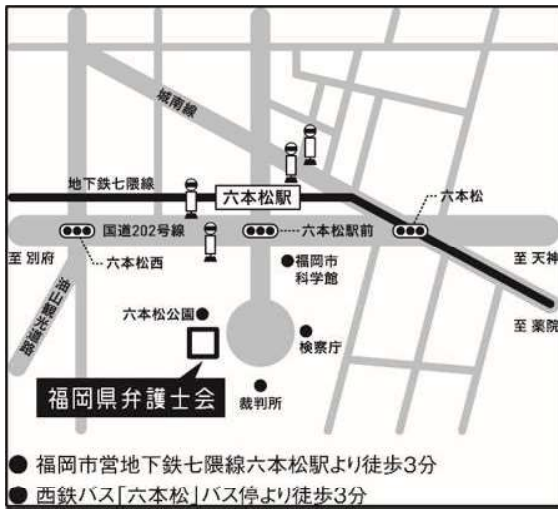 城南線
地下鉄七隈線
六本松駅
六本松
国道202号線
六本松駅前
至 別府
六本松西
福岡市
科学館
至 天神
油山観光道路
六本松公園
至 薬院
検察庁
福岡県弁護士会
裁判所
● 福岡市営地下鉄七隈線六本松駅より徒歩3分
● 西鉄バス「六本松」バス停より徒歩3分